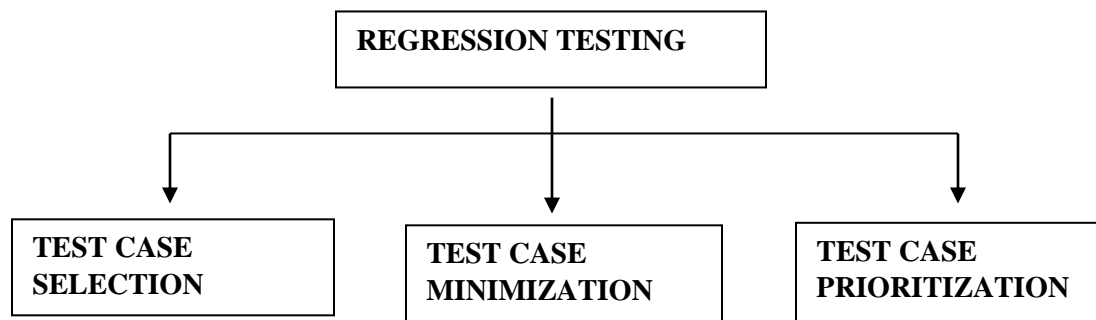 REGRESSION TESTING
TEST CASE
SELECTION
TEST CASE
MINIMIZATION
TEST CASE
PRIORITIZATION